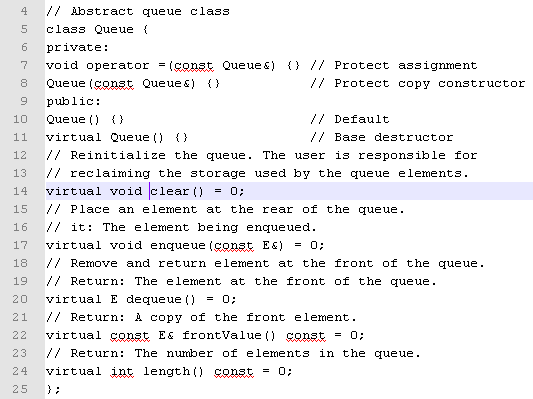 4 // Abstract queue class
5 class Queue {
6 private:
7 void operator =(const Queue&) {} // Protect assignment
8 Queue(const Queue&) {} // Protect copy constructor
9 public:
10 Queue() {} // Default
11 virtual Queue() {} // Base destructor
12 // Reinitialize the queue. The user is responsible for
13 // reclaiming the storage used by the queue elements.
14 virtual void clear() = 0;
15 // Place an element at the rear of the queue.
16 // it: The element being enqueued.
17 virtual void enqueue(const E&) = 0;
18 // Remove and return element at the front of the queue.
19 // Return: The element at the front of the queue.
20 virtual E dequeue() = 0;
21 // Return: A copy of the front element.
22 virtual const E& frontValue() const = 0;
23 // Return: The number of elements in the queue.
24 virtual int length() const = 0;
25 };